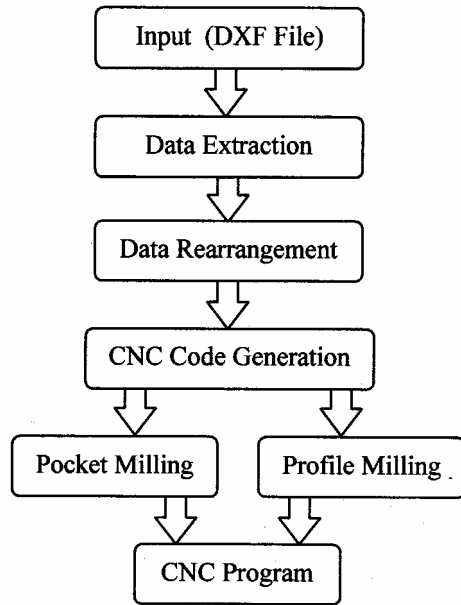 Input (DXF File)
Data Extraction
Data Rearrangement
CNC Code Generation
Pocket Milling
Profile Milling
CNC Program